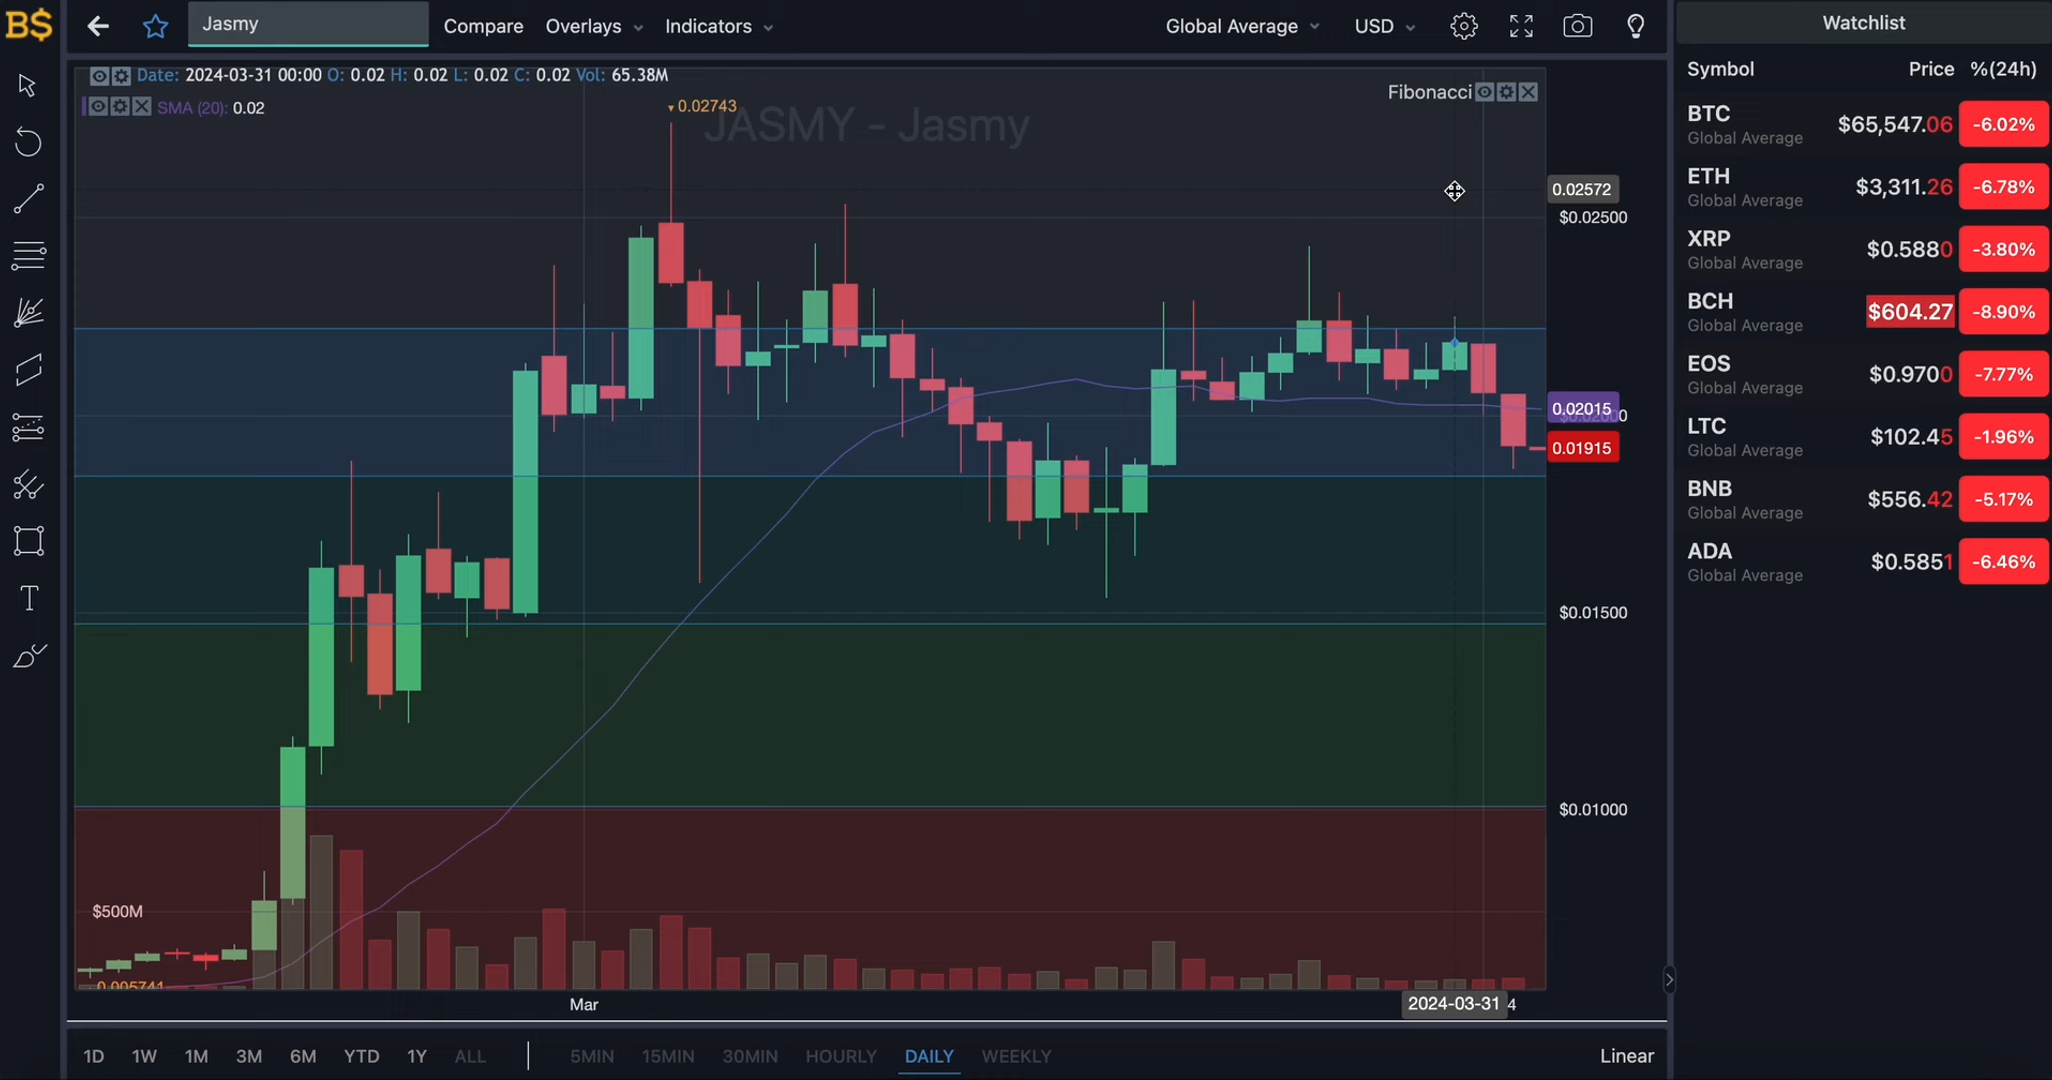 B$
Jasmy
Compare
Overlays
Indicators
Global Average
USD
Watchlist
Date: 2024-03-31 00:00 O: 0.02 H: 0.02 L: 0.02 C: 0.02 Vol: 65.38M
SMA (20): 0.02
0.02743
JASMY - Jasmy
Fibonacci
0.02572
$0.02500
0.02015
0.01915
$0.01500
$0.01000
$500M
0.005741
Mar
2024-03-31
4
Symbol Price %(24h)
BTC $65,547.06 -6.02%
Global Average
ETH $3,311.26 -6.78%
Global Average
XRP $0.5880 -3.80%
Global Average
BCH $604.27 -8.90%
Global Average
EOS $0.9700 -7.77%
Global Average
LTC $102.45 -1.96%
Global Average
BNB $556.42 -5.17%
Global Average
ADA $0.5851 -6.46%
Global Average
1D 1W 1M 3M 6M YTD 1Y ALL 5MIN 15MIN 30MIN HOURLY DAILY WEEKLY Linear